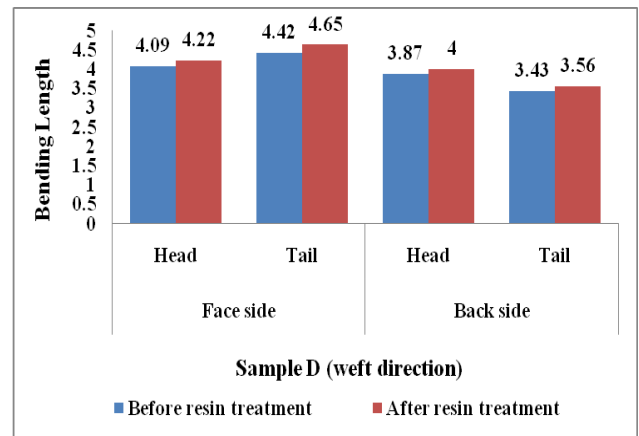 Bending Length
5
4.5
4
3.5
3
2.5
2
1.5
1
0.5
0
4.09 4.22 4.42 4.65 3.87 4 3.43 3.56
Head Tail Head Tail
Face side Back side
Sample D (weft direction)
Before resin treatment After resin treatment